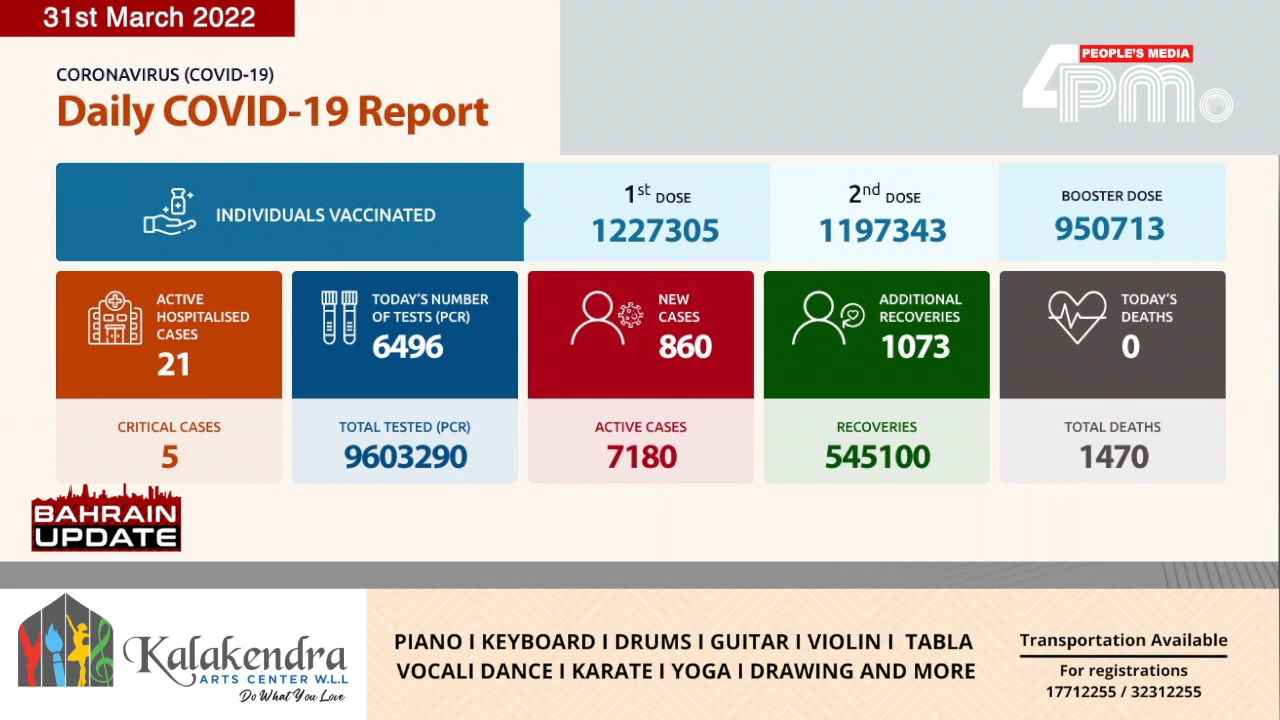 31st March 2022
PEOPLE'S MEDIA
4PM
CORONAVIRUS (COVID-19)
Daily COVID-19 Report
INDIVIDUALS VACCINATED
1st DOSE
1227305
2nd DOSE
1197343
BOOSTER DOSE
950713
ACTIVE
HOSPITALISED
CASES
21
TODAY'S NUMBER
OF TESTS (PCR)
6496
NEW
CASES
860
ADDITIONAL
RECOVERIES
1073
TODAY'S
DEATHS
0
CRITICAL CASES
5
TOTAL TESTED (PCR)
9603290
ACTIVE CASES
7180
RECOVERIES
545100
TOTAL DEATHS
1470
BAHRAIN
UPDATE
Kalakendra
ARTS CENTER W.L.L
Do What You Love
PIANO I KEYBOARD I DRUMS I GUITAR I VIOLIN I TABLA
VOCALI DANCE I KARATE I YOGA I DRAWING AND MORE
Transportation Available
For registrations
17712255 / 32312255